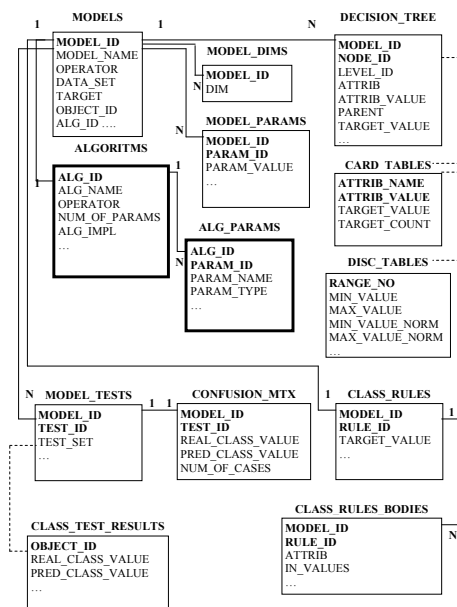 MODELS
1
1
N
DECISION_TREE
MODEL_ID
MODEL_NAME
OPERATOR
DATA_SET
TARGET
OBJECT_ID
ALG_ID ....
MODEL_DIMS
MODEL_ID
DIM
N
MODEL_ID
NODE_ID
LEVEL_ID
ATTRIB
ATTRIB_VALUE
PARENT
TARGET_VALUE
...
MODEL_PARAMS
N
MODEL_ID
PARAM_ID
PARAM_VALUE
...
ALGORITMS
1
1
ALG_ID
ALG_NAME
OPERATOR
NUM_OF_PARAMS
ALG_IMPL
...
CARD_TABLES
ATTRIB_NAME
ATTRIB_VALUE
TARGET_VALUE
TARGET_COUNT
ALG_PARAMS
N
ALG_ID
PARAM_ID
PARAM_NAME
PARAM_TYPE
...
DISC_TABLES
RANGE_NO
MIN_VALUE
MAX_VALUE
MIN_VALUE_NORM
MAX_VALUE_NORM
...
N
MODEL_TESTS
1
1
CONFUSION_MTX
1
CLASS_RULES
MODEL_ID
TEST_ID
TEST_SET
...
MODEL_ID
TEST_ID
REAL_CLASS_VALUE
PRED_CLASS_VALUE
NUM_OF_CASES
MODEL_ID
RULE_ID
TARGET_VALUE
...
1
CLASS_TEST_RESULTS
OBJECT_ID
REAL_CLASS_VALUE
PRED_CLASS_VALUE
...
CLASS_RULES_BODIES
MODEL_ID
RULE_ID
ATTRIB
IN_VALUES
...
N